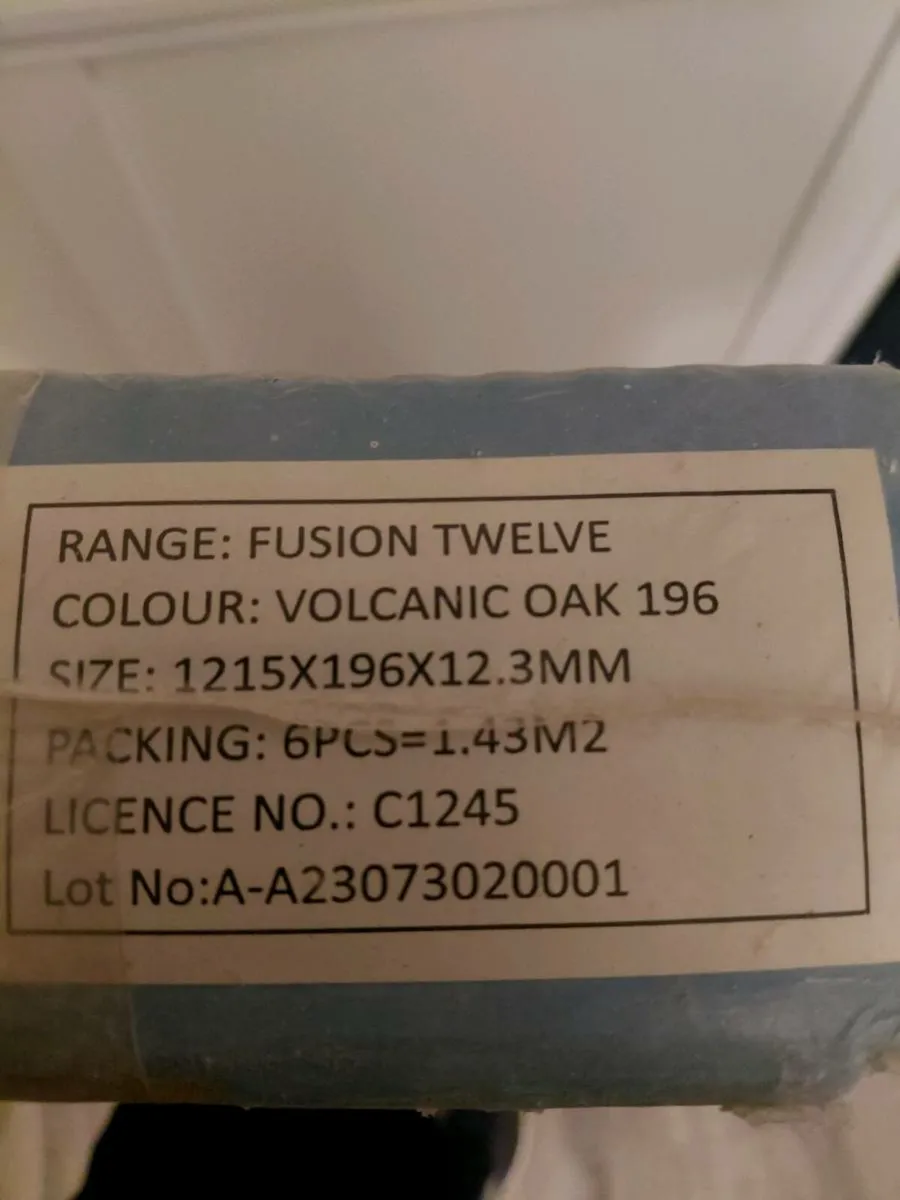 RANGE: FUSION TWELVE
COLOUR: VOLCANIC OAK 196
SIZE: 1215X196X12.3MM
PACKING: 6PCS=1.43M2
LICENCE NO.: C1245
Lot No:A-A23073020001